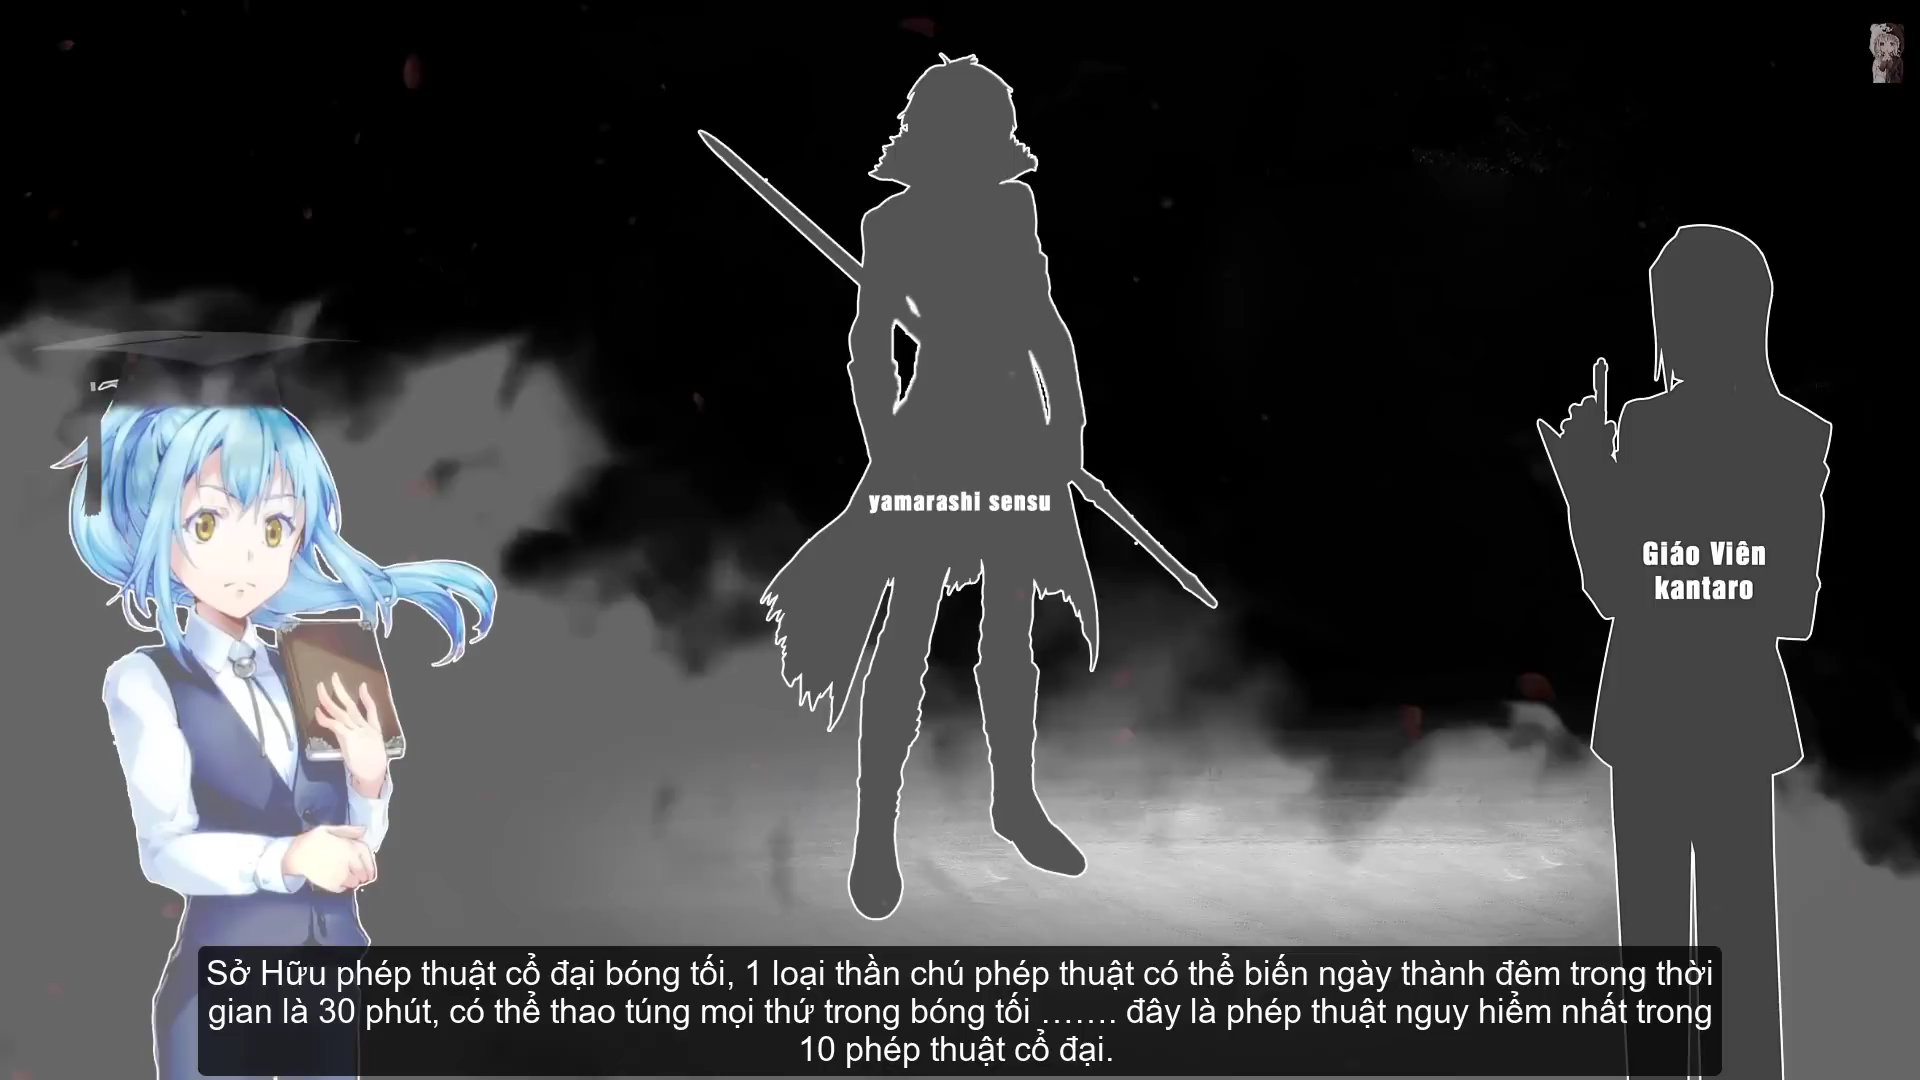 yamarashi sensu
Giáo Viên
kantaro
Sở Hữu phép thuật cổ đại bóng tối, 1 loại thần chú phép thuật có thể biến ngày thành đêm trong thời
gian là 30 phút, có thể thao túng mọi thứ trong bóng tối ....... đây là phép thuật nguy hiểm nhất trong
10 phép thuật cổ đại.